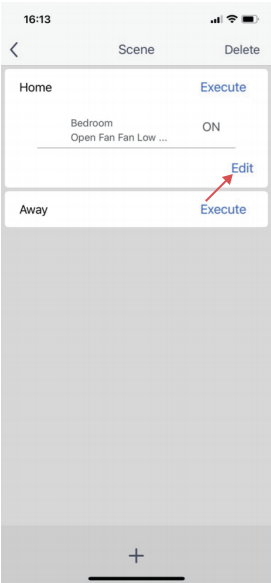 16:13
Scene
Delete
Home
Execute
Bedroom
ON
Open Fan Fan Low ...
Edit
Away
Execute